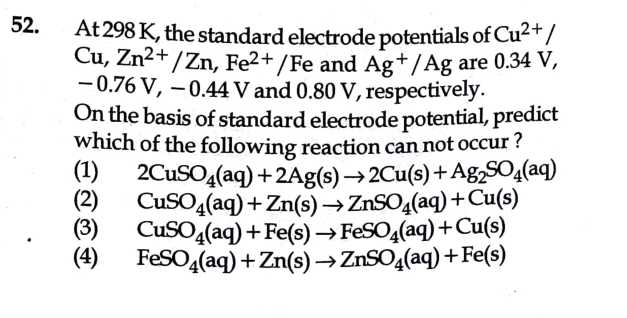 52. At 298 K, the standard electrode potentials of Cu²⁺/
Cu, Zn²⁺/Zn, Fe²⁺/Fe and Ag⁺/Ag are 0.34 V,
−0.76 V, −0.44 V and 0.80 V, respectively.
On the basis of standard electrode potential, predict
which of the following reaction can not occur ?
(1) 2CuSO₄(aq) + 2Ag(s) → 2Cu(s) + Ag₂SO₄(aq)
(2) CuSO₄(aq) + Zn(s) → ZnSO₄(aq) + Cu(s)
(3) CuSO₄(aq) + Fe(s) → FeSO₄(aq) + Cu(s)
(4) FeSO₄(aq) + Zn(s) → ZnSO₄(aq) + Fe(s)